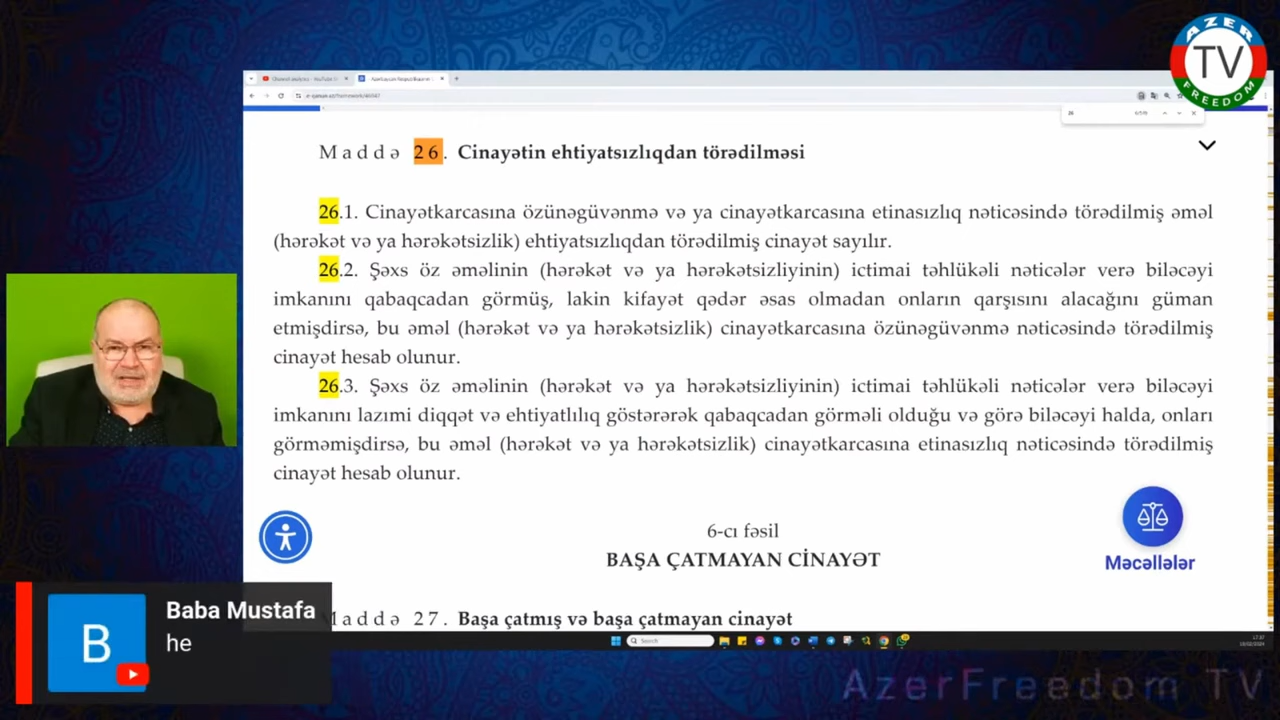 AZER
TV
FREEDOM
Maddə 26. Cinayətin ehtiyatsızlıqdan törədilməsi
26.1. Cinayətkarcasına özünəgüvənmə və ya cinayətkarcasına etinasızlıq nəticəsində törədilmiş əməl
(hərəkət və ya hərəkətsizlik) ehtiyatsızlıqdan törədilmiş cinayət sayılır.
26.2. Şəxs öz əməlinin (hərəkət və ya hərəkətsizliyinin) ictimai təhlükəli nəticələr verə biləcəyi
imkanını qabaqcadan görmüş, lakin kifayət qədər əsas olmadan onların qarşısını alacağını güman
etmişdirsə, bu əməl (hərəkət və ya hərəkətsizlik) cinayətkarcasına özünəgüvənmə nəticəsində törədilmiş
cinayət hesab olunur.
26.3. Şəxs öz əməlinin (hərəkət və ya hərəkətsizliyinin) ictimai təhlükəli nəticələr verə biləcəyi
imkanını lazımi diqqət və ehtiyatlılıq göstərərək qabaqcadan görməli olduğu və görə biləcəyi halda, onları
görməmişdirsə, bu əməl (hərəkət və ya hərəkətsizlik) cinayətkarcasına etinasızlıq nəticəsində törədilmiş
cinayət hesab olunur.
6-cı fəsil
BAŞA ÇATMAYAN CİNAYƏT
Məcəllələr
addə 27. Başa çatmış və başa çatmayan cinayət
B
Baba Mustafa
he
Search
AzerFreedom TV